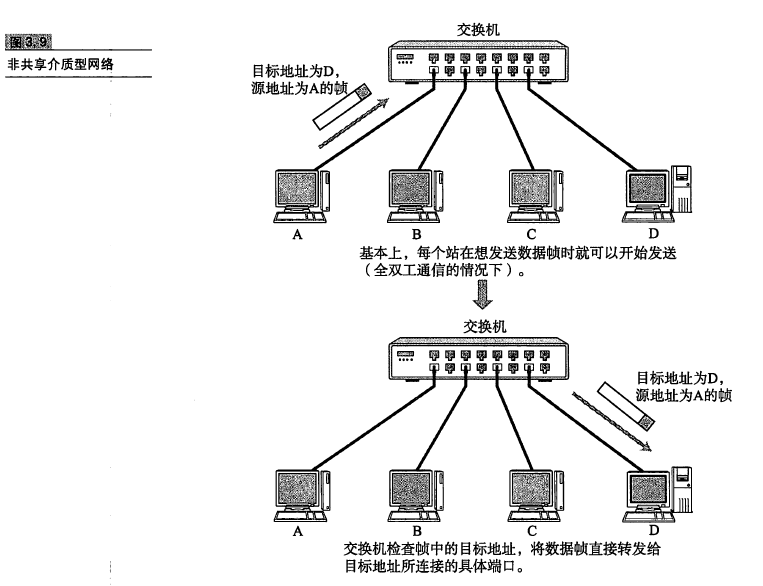 图3.9
非共享介质型网络
交换机
目标地址为D，
源地址为A的帧
A
B
C
D
基本上，每个站在想发送数据帧时就可以开始发送
（全双工通信的情况下）。
交换机
目标地址为D，
源地址为A的帧
A
B
C
D
交换机检查帧中的目标地址，将数据帧直接转发给
目标地址所连接的具体端口。